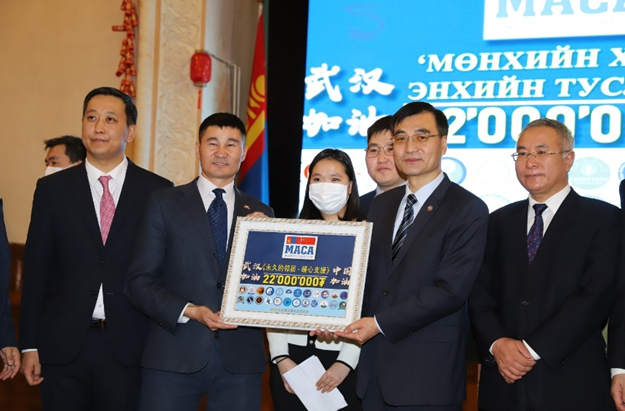 MACA
武汉
加油
'МӨНХИЙН Х
ЭНХИЙН ТУС
22'000'0
MACA
武汉《永久的邻居·暖心支援》中国
加油 22'000'000₮ 加油